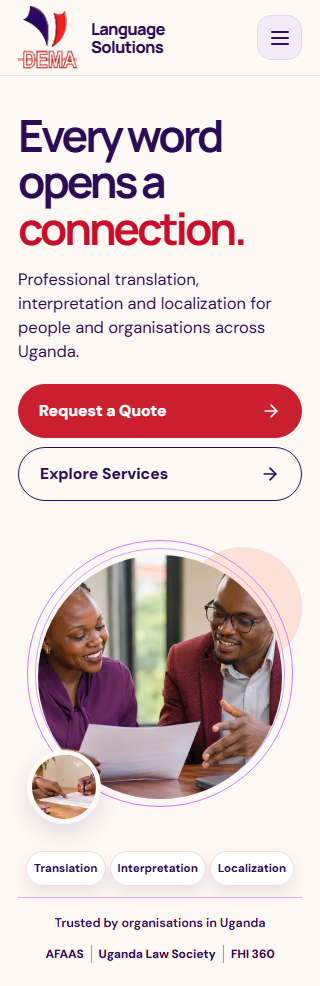 DEMA
Language
Solutions
Every word
opens a
connection.
Professional translation,
interpretation and localization for
people and organisations across
Uganda.
Request a Quote
Explore Services
Translation
Interpretation
Localization
Trusted by organisations in Uganda
AFAAS
Uganda Law Society
FHI 360